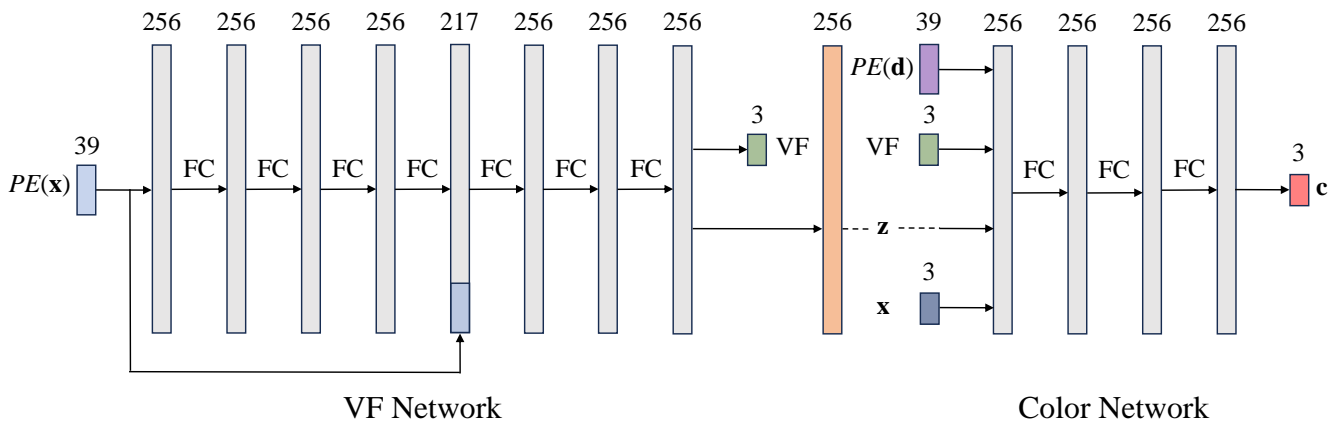 256 256 256 256 217 256 256 256 256 39 256 256 256 256
PE(d)
3 3
39 VF VF 3
FC FC FC FC FC FC FC FC FC FC
PE(x) c
z
3
x
VF Network Color Network